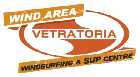 WIND AREA
VETRATORIA
WINDSURFING & SUP CENTRE